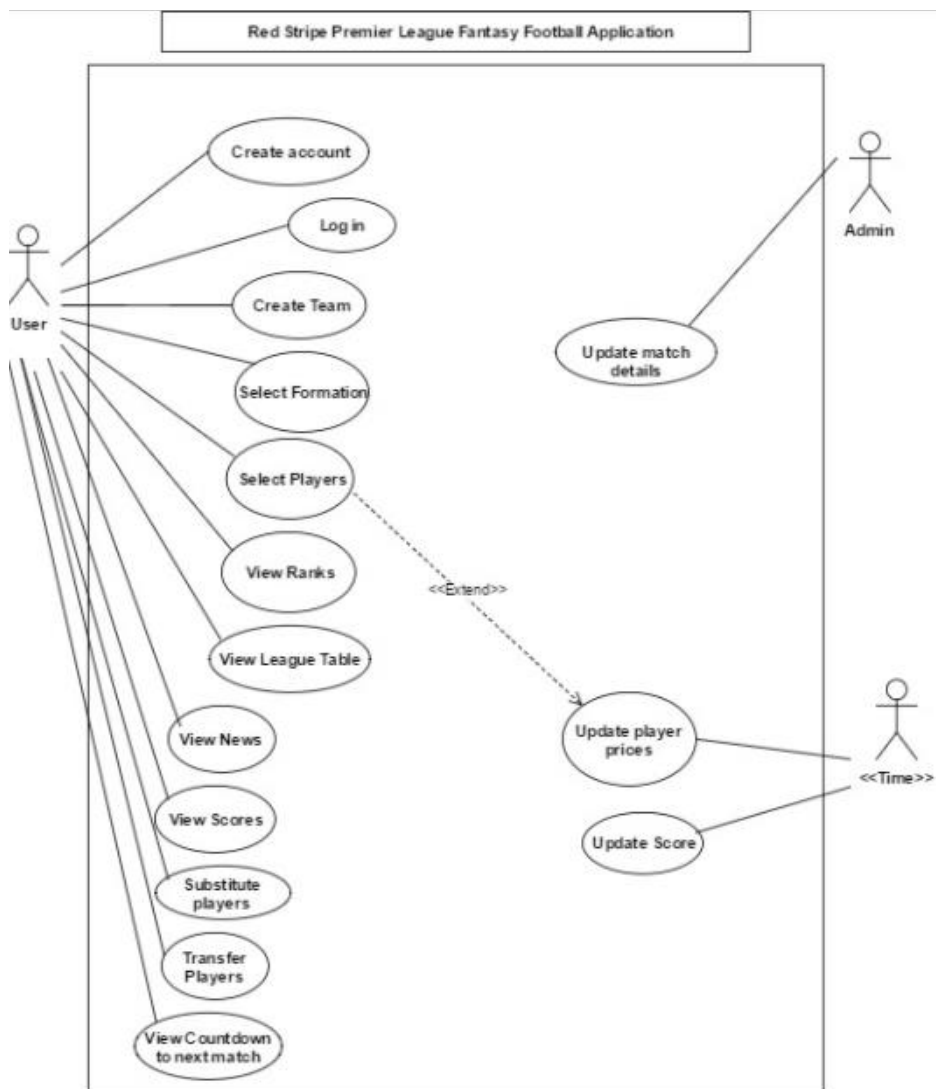 Red Stripe Premier League Fantasy Football Application
Create account
Log in
Admin
Create Team
User
Update match
details
Select Formation
Select Players
View Ranks
<<Extend>>
View League Table
View News
Update player
prices
<<Time>>
View Scores
Update Score
Substitute
players
Transfer
Players
View Countdown
to next match